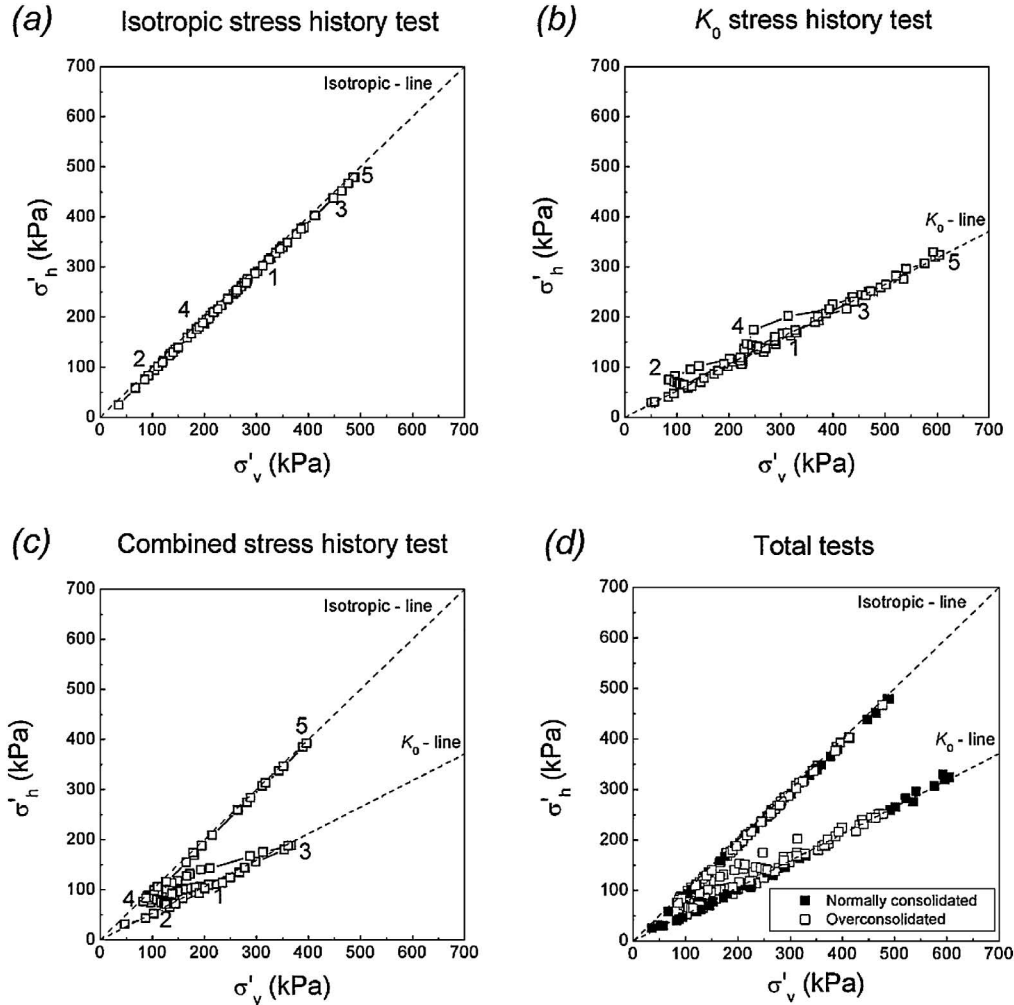 (a) Isotropic stress history test
700
600
500
400
300
200
100
0
σ'h (kPa)
Isotropic - line
5
3
1
4
2
0 100 200 300 400 500 600 700
σ'v (kPa)
(b) K0 stress history test
700
600
500
400
300
200
100
0
σ'h (kPa)
K0 - line
5
3
4
1
2
0 100 200 300 400 500 600 700
σ'v (kPa)
(c) Combined stress history test
700
600
500
400
300
200
100
0
σ'h (kPa)
Isotropic - line
5
K0 - line
3
4
1
2
0 100 200 300 400 500 600 700
σ'v (kPa)
(d) Total tests
700
600
500
400
300
200
100
0
σ'h (kPa)
Isotropic - line
K0 - line
Normally consolidated
Overconsolidated
0 100 200 300 400 500 600 700
σ'v (kPa)